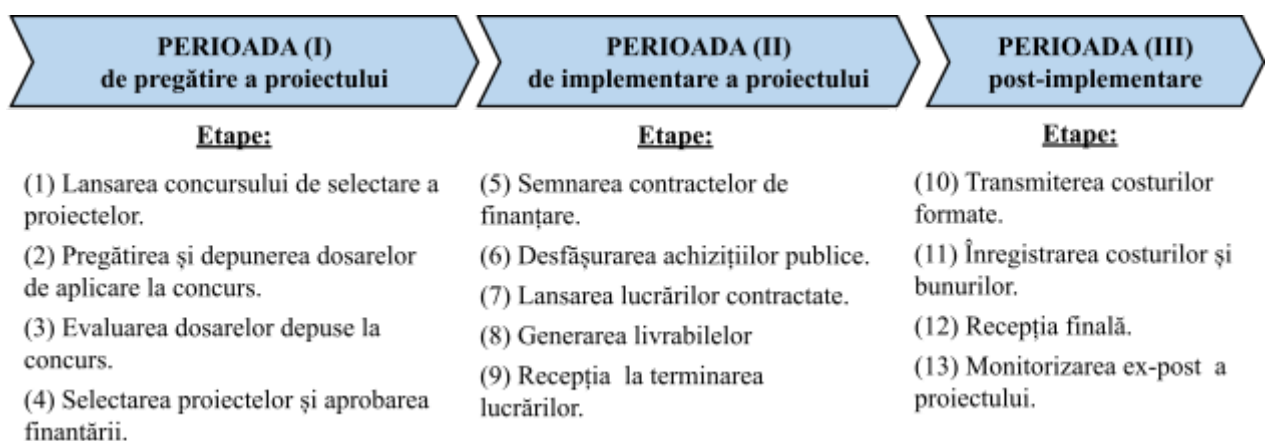 PERIOADA (I)
de pregătire a proiectului
Etape:
(1) Lansarea concursului de selectare a
proiectelor.
(2) Pregătirea și depunerea dosarelor
de aplicare la concurs.
(3) Evaluarea dosarelor depuse la
concurs.
(4) Selectarea proiectelor și aprobarea
finantării.
PERIOADA (II)
de implementare a proiectului
Etape:
(5) Semnarea contractelor de
finanțare.
(6) Desfășurarea achizițiilor publice.
(7) Lansarea lucrărilor contractate.
(8) Generarea livrabilelor
(9) Recepția la terminarea
lucrărilor.
PERIOADA (III)
post-implementare
Etape:
(10) Transmiterea costurilor
formate.
(11) Înregistrarea costurilor și
bunurilor.
(12) Recepția finală.
(13) Monitorizarea ex-post a
proiectului.